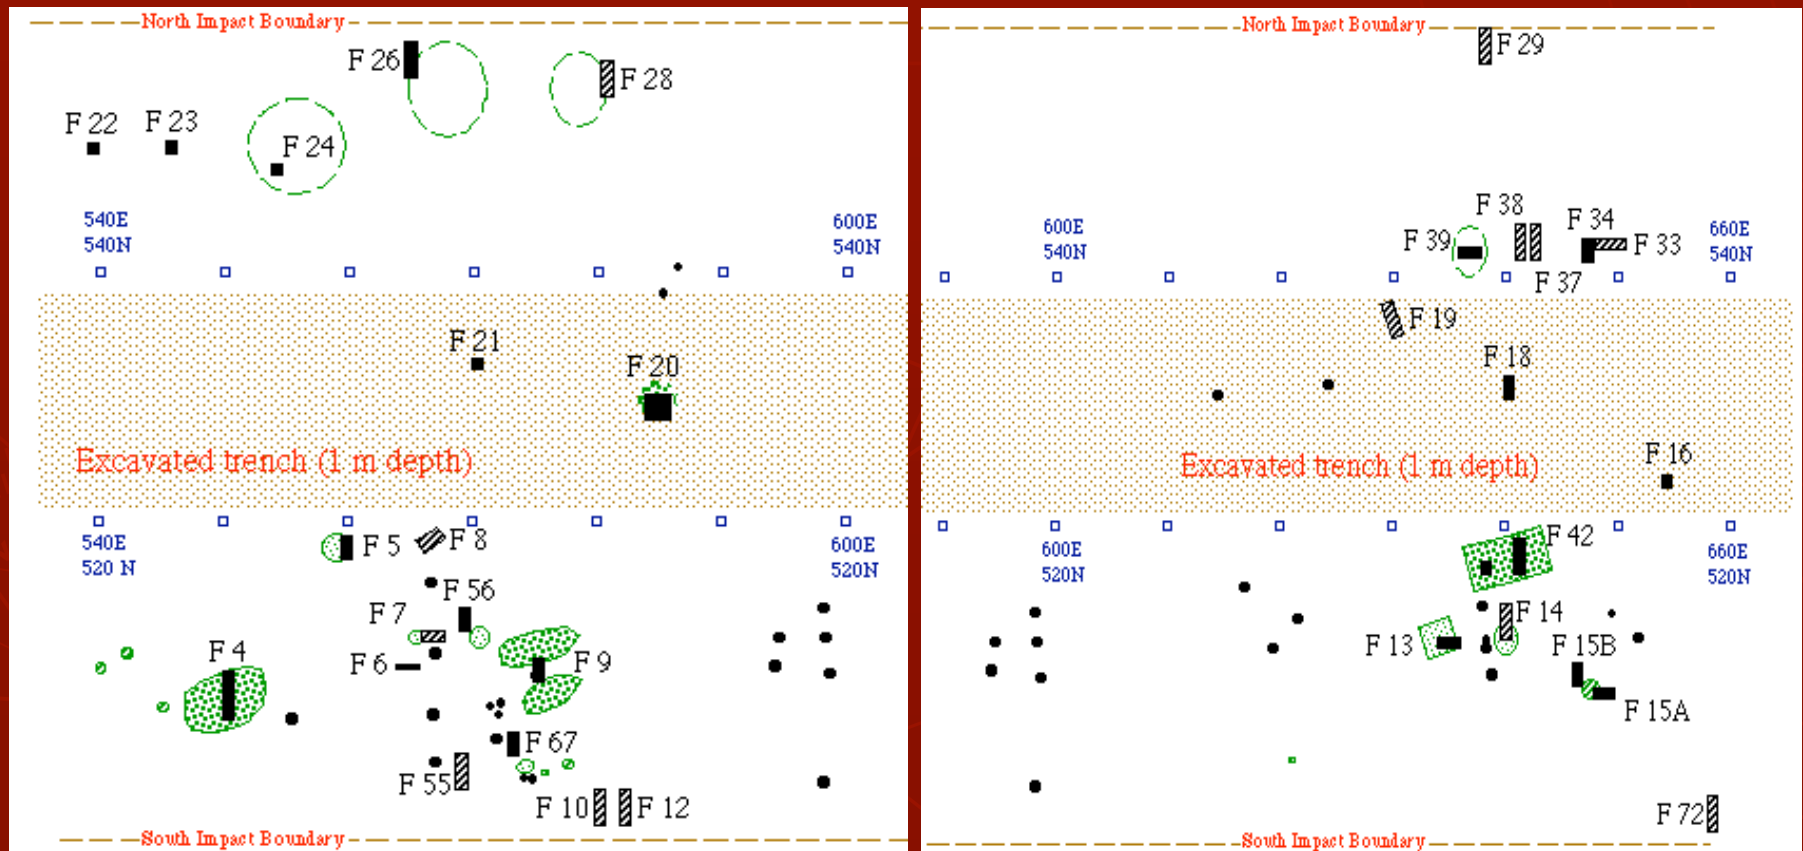 North Impact Boundary
F 26
F 28
F 22
F 23
F 24
540E
540N
600E
540N
F 21
F 20
Excavated trench (1 m depth)
540E
520 N
F 5
F 8
600E
520N
F 56
F 7
F 4
F 6
F 9
F 67
F 55
F 10
F 12
South Impact Boundary
North Impact Boundary
F 29
F 38
F 34
600E
540N
F 39
F 33
660E
540N
F 37
F 19
F 18
F 16
Excavated trench (1 m depth)
F 42
600E
520N
660E
520N
F 14
F 13
F 15B
F 15A
F 72
South Impact Boundary